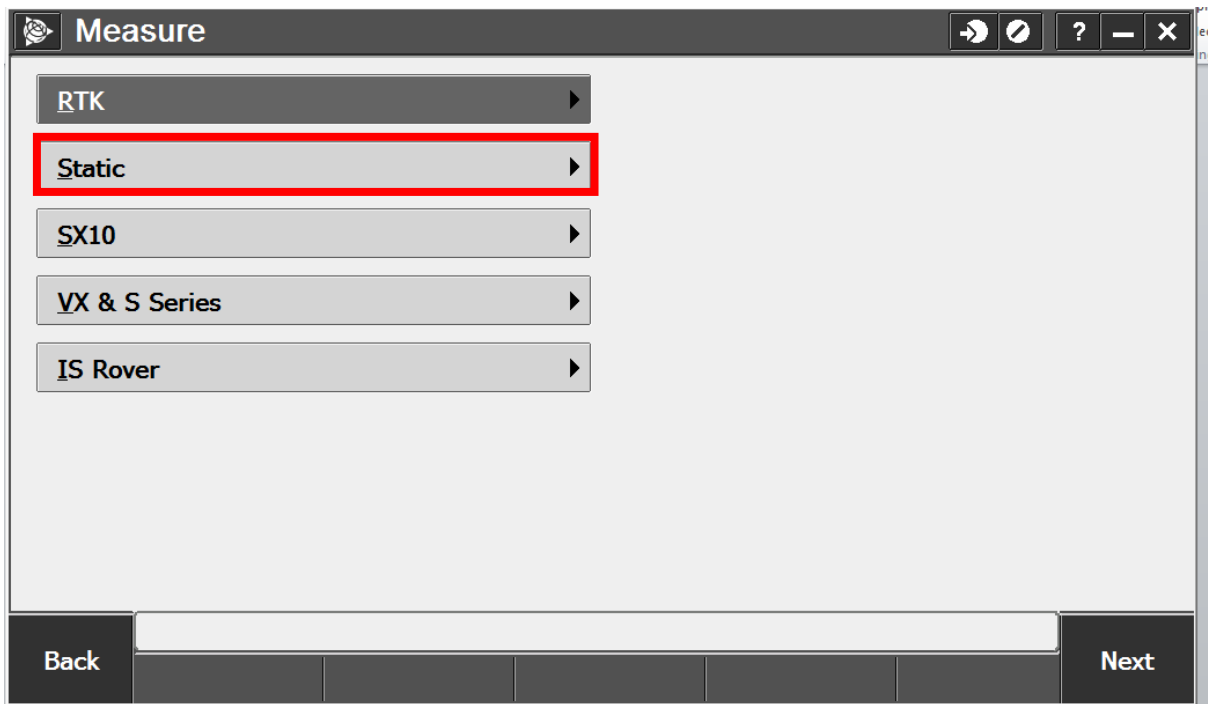 Measure
?
RTK
Static
SX10
VX & S Series
IS Rover
Back
Next